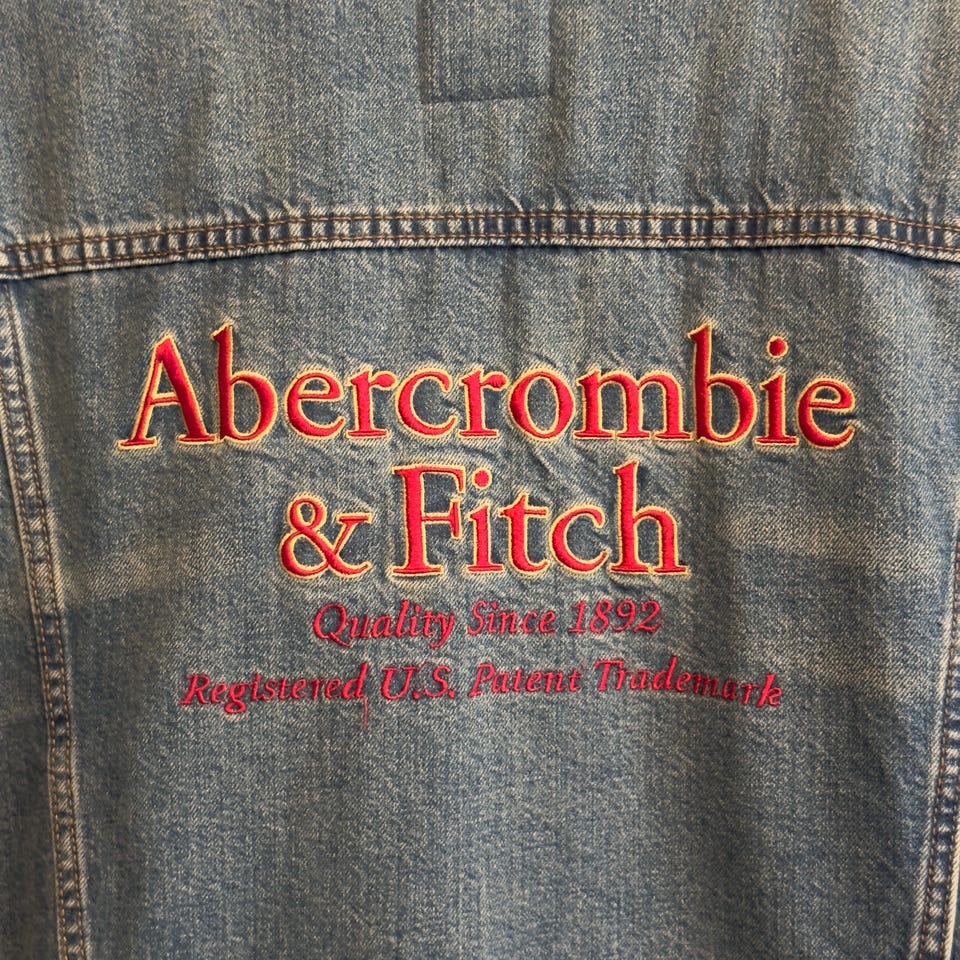 Abercrombie
& Fitch
Quality Since 1892
Registered U.S. Patent Trademark